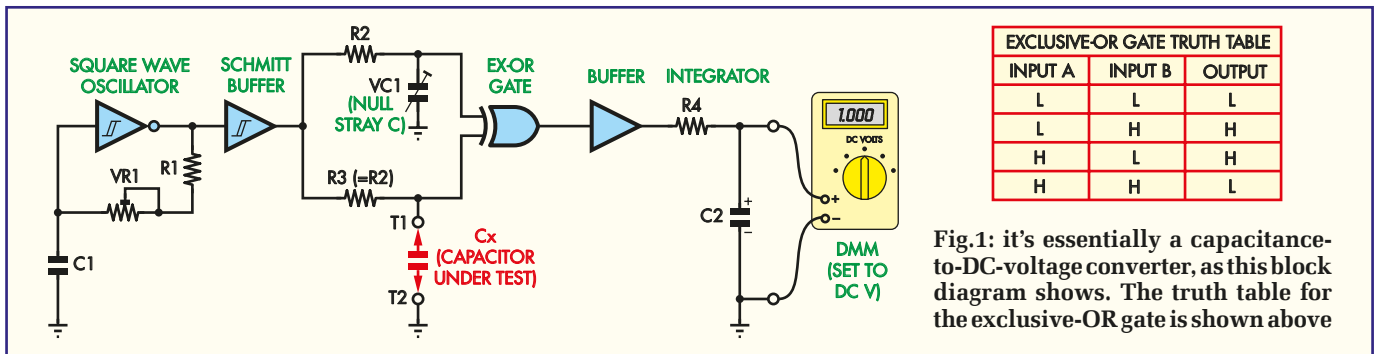 SQUARE WAVE
OSCILLATOR
SCHMITT
BUFFER
R2
VC1
(NULL
STRAY C)
EX-OR
GATE
BUFFER
INTEGRATOR
R4
1.000
DC VOLTS
R1
VR1
R3 (=R2)
C1
T1
Cx
(CAPACITOR
UNDER TEST)
T2
C2
+
–
+
–
DMM
(SET TO
DC V)
EXCLUSIVE-OR GATE TRUTH TABLE
INPUT A INPUT B OUTPUT
L L L
L H H
H L H
H H L
Fig.1: it's essentially a capacitance-
to-DC-voltage converter, as this block
diagram shows. The truth table for
the exclusive-OR gate is shown above